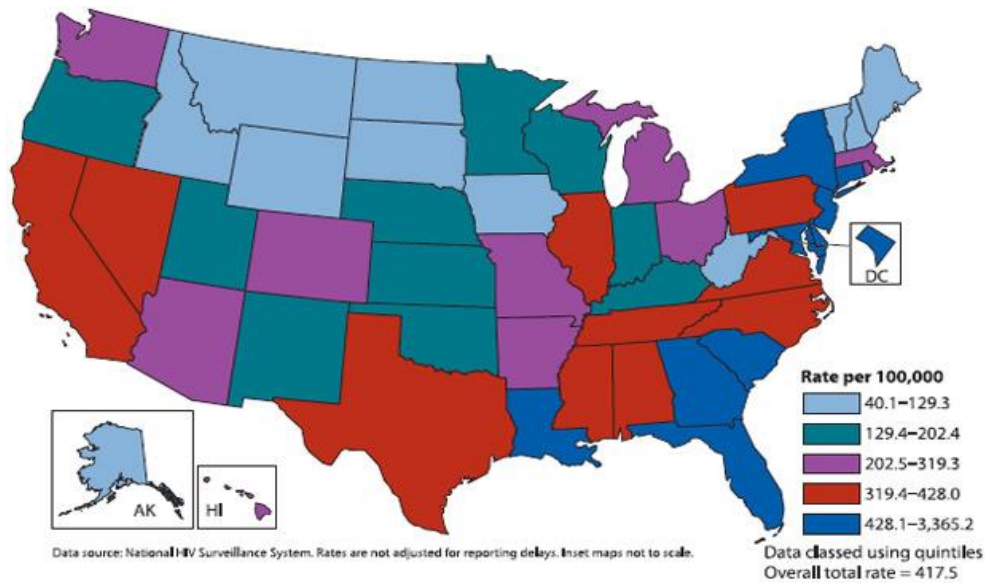 DC
Rate per 100,000
40.1–129.3
129.4–202.4
202.5–319.3
319.4–428.0
428.1–3,365.2
AK
HI
Data source: National HIV Surveillance System. Rates are not adjusted for reporting delays. Inset maps not to scale.
Data classed using quintiles
Overall total rate = 417.5